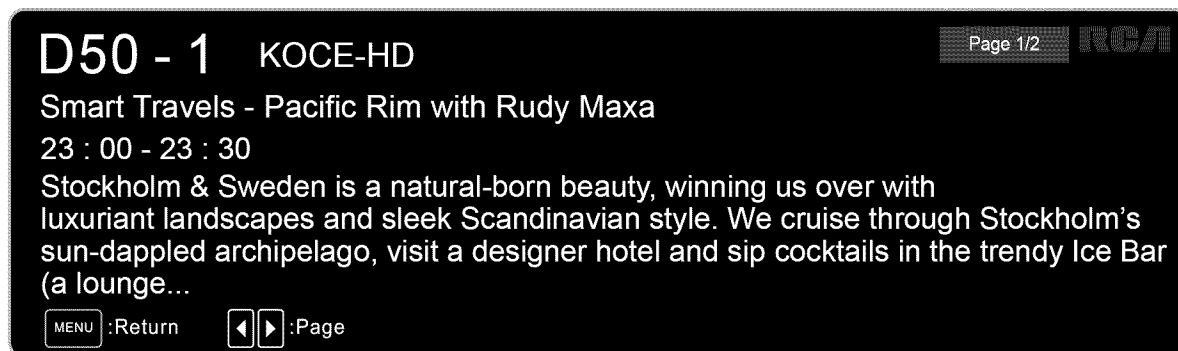 D50 - 1 KOCE-HD Page 1/2 RCA
Smart Travels - Pacific Rim with Rudy Maxa
23 : 00 - 23 : 30
Stockholm & Sweden is a natural-born beauty, winning us over with
luxuriant landscapes and sleek Scandinavian style. We cruise through Stockholm’s
sun-dappled archipelago, visit a designer hotel and sip cocktails in the trendy Ice Bar
(a lounge...
MENU :Return :Page